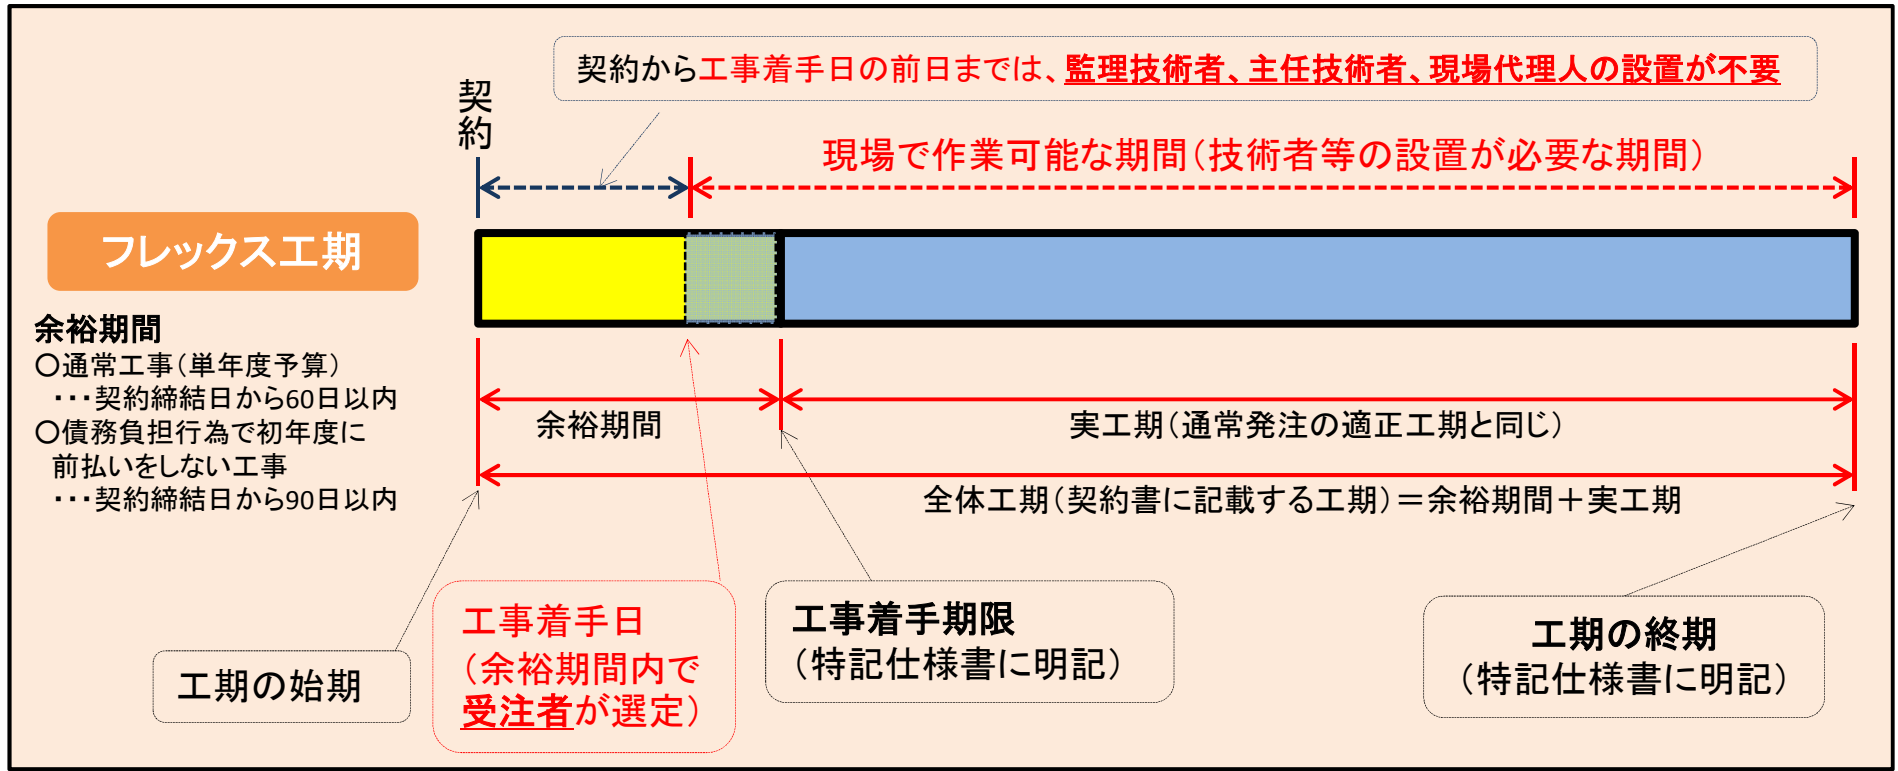 契約から工事着手日の前日までは、監理技術者、主任技術者、現場代理人の設置が不要
契約
現場で作業可能な期間(技術者等の設置が必要な期間)
フレックス工期
余裕期間
○通常工事(単年度予算)
・・・契約締結日から60日以内
○債務負担行為で初年度に
前払いをしない工事
・・・契約締結日から90日以内
余裕期間
実工期(通常発注の適正工期と同じ)
全体工期(契約書に記載する工期)=余裕期間+実工期
工期の始期
工事着手日
(余裕期間内で
受注者が選定)
工事着手期限
(特記仕様書に明記)
工期の終期
(特記仕様書に明記)